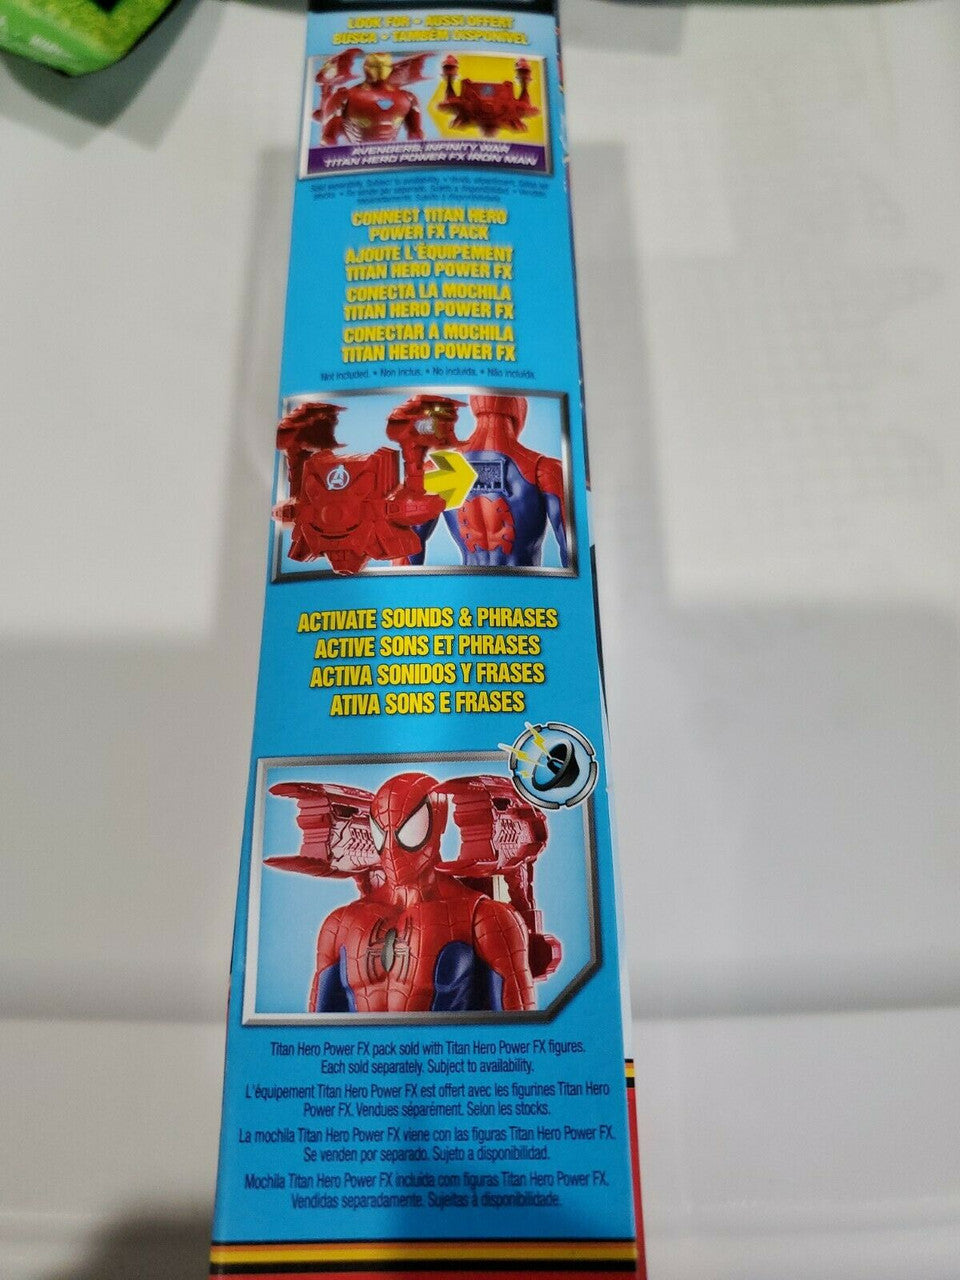 LOOK FOR • AUSSI OFFERT
BUSCA • TAMBÉM DISPONÍVEL
AVENGERS: INFINITY WAR
TITAN HERO POWER FX IRON MAN
Sold separately. Subject to availability. •
CONNECT TITAN HERO
POWER FX PACK
AJOUTE L'ÉQUIPEMENT
TITAN HERO POWER FX
CONECTA LA MOCHILA
TITAN HERO POWER FX
CONECTAR A MOCHILA
TITAN HERO POWER FX
Not included. • Non inclus. • No incluida. • Não incluída.
ACTIVATE SOUNDS & PHRASES
ACTIVE SONS ET PHRASES
ACTIVA SONIDOS Y FRASES
ATIVA SONS E FRASES
Titan Hero Power FX pack sold with Titan Hero Power FX figures.
Each sold separately. Subject to availability.
L'équipement Titan Hero Power FX est offert avec les figurines Titan Hero
Power FX. Vendues séparément. Selon les stocks.
La mochila Titan Hero Power FX viene con las figuras Titan Hero Power FX.
Se venden por separado. Sujeto a disponibilidad.
Mochila Titan Hero Power FX incluída com figuras Titan Hero Power FX.
Vendidas separadamente. Sujeitas à disponibilidade.